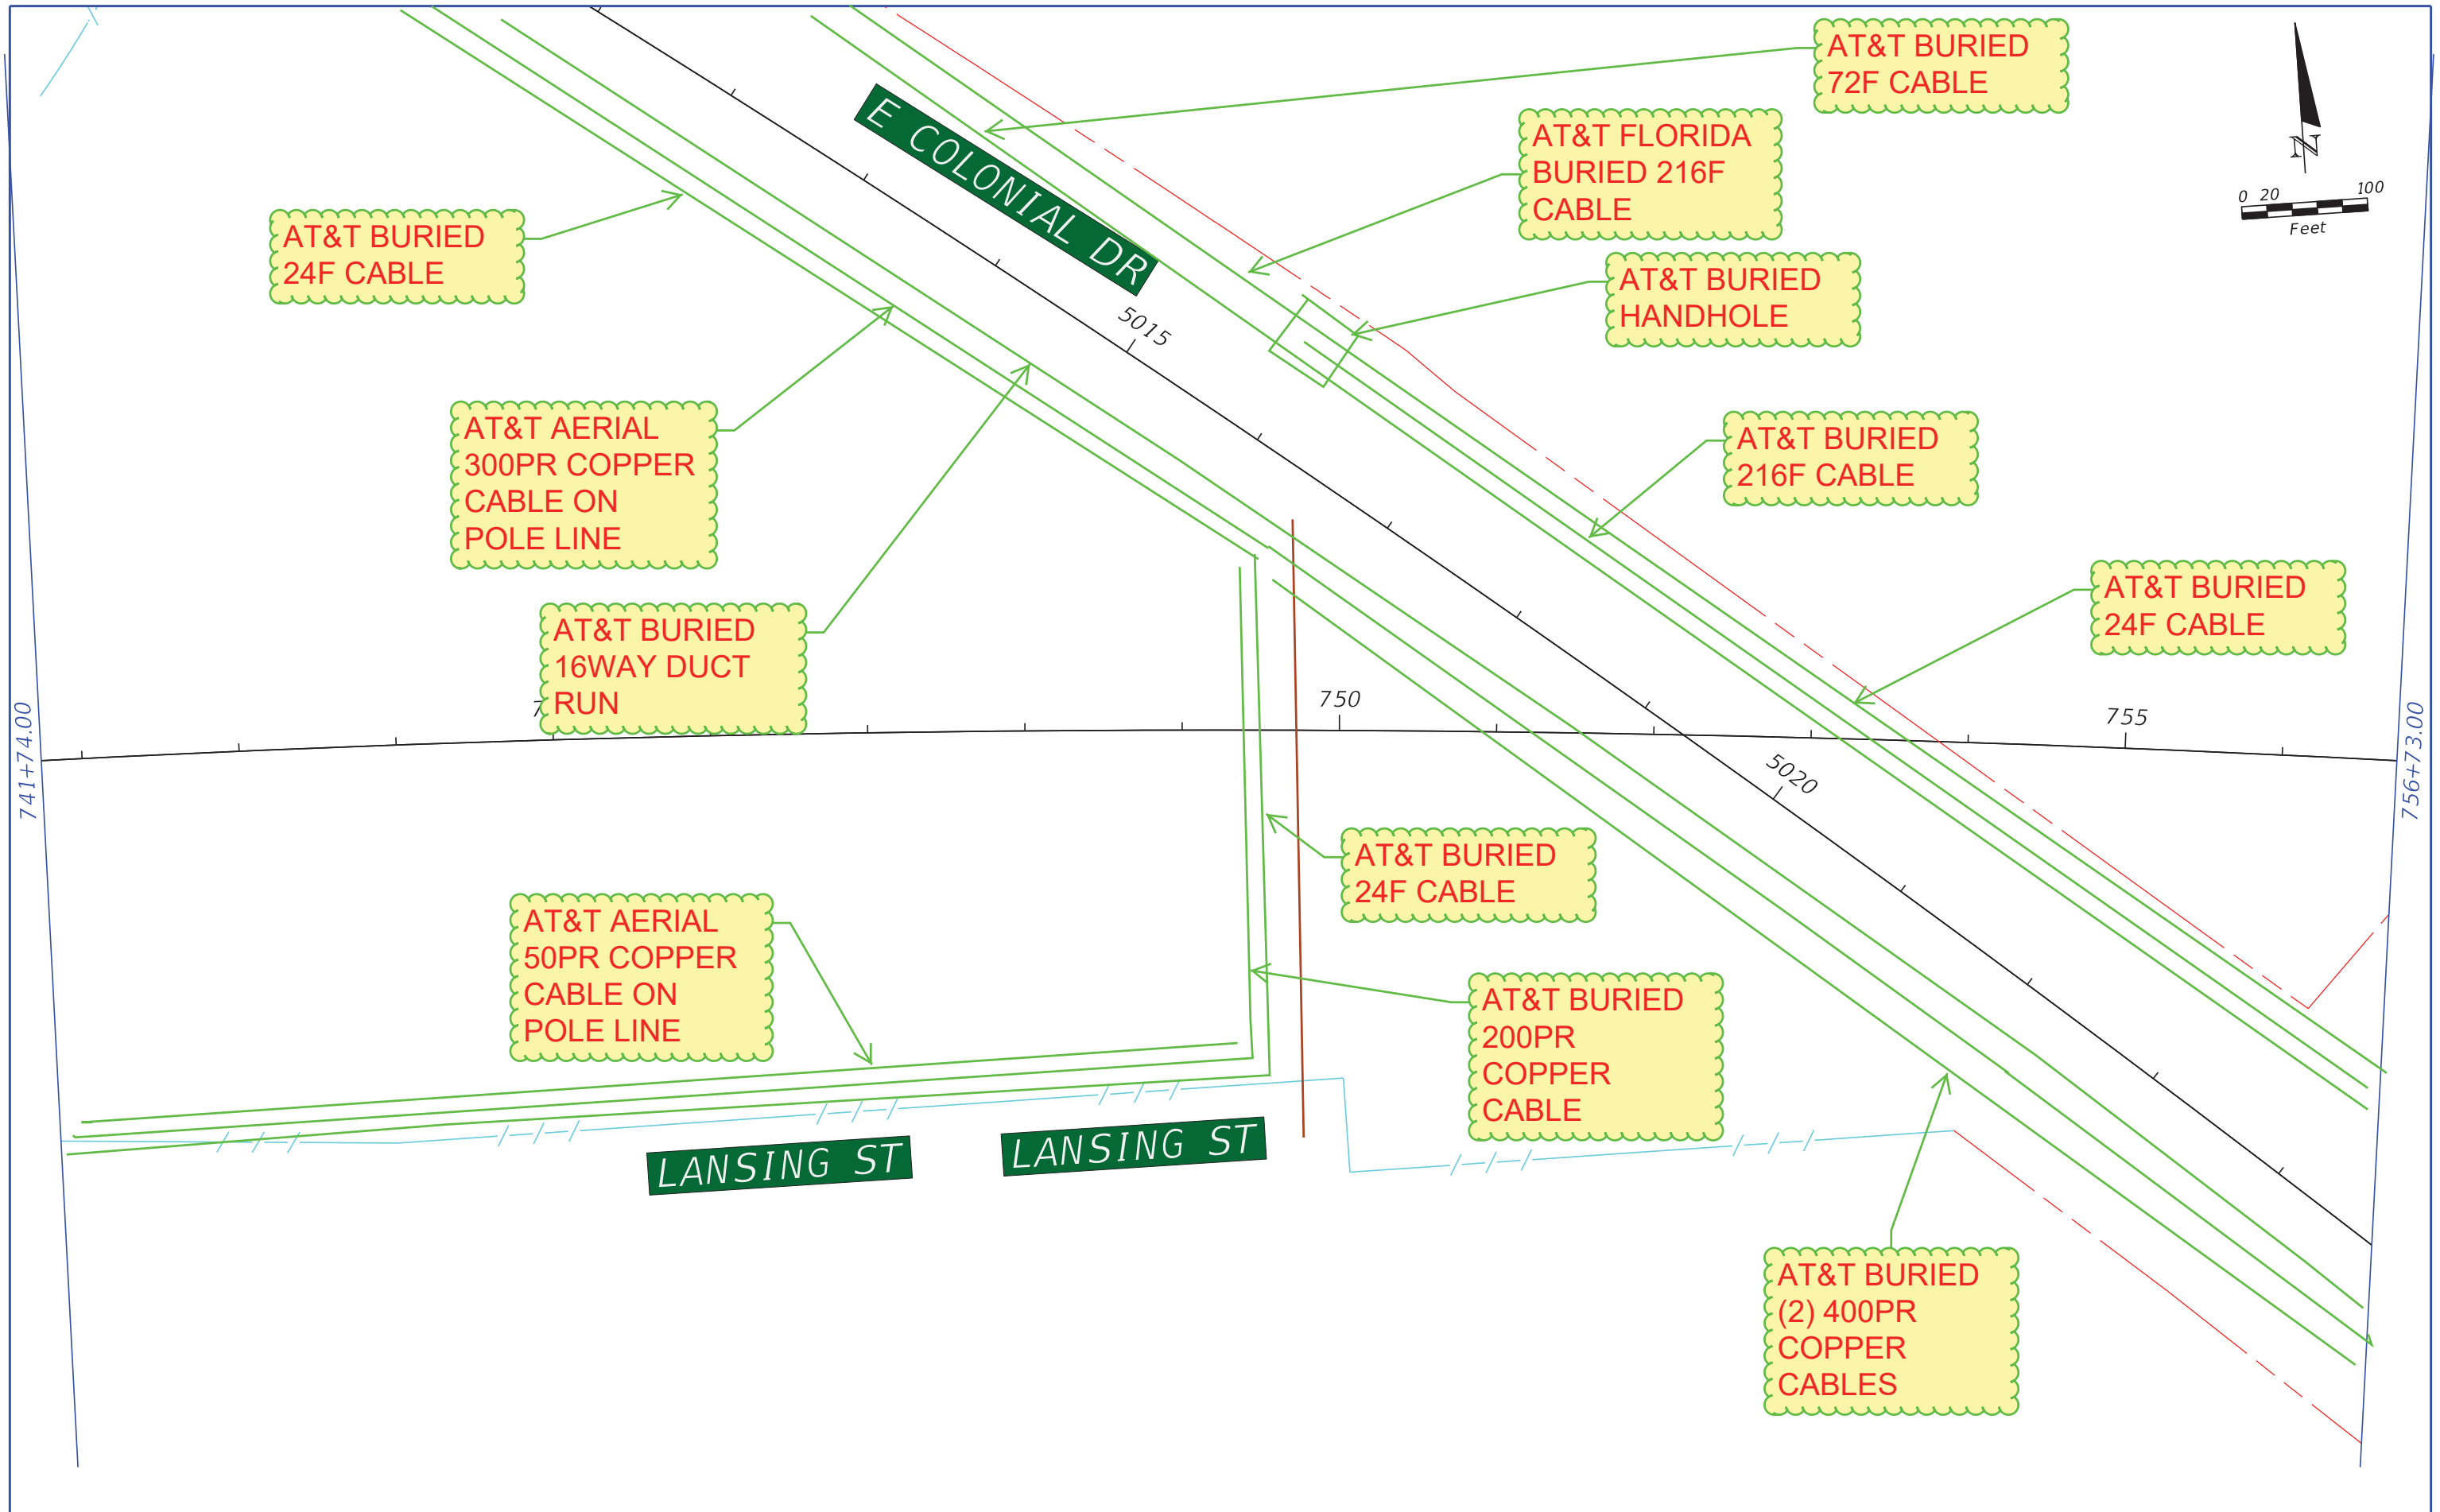 AT&T BURIED
72F CABLE
E COLONIAL DR
AT&T FLORIDA
BURIED 216F
CABLE
N
0 20 100
Feet
AT&T BURIED
24F CABLE
AT&T BURIED
HANDHOLE
5015
AT&T AERIAL
300PR COPPER
CABLE ON
POLE LINE
AT&T BURIED
216F CABLE
AT&T BURIED
24F CABLE
AT&T BURIED
16WAY DUCT
RUN
750
755
741+74.00
756+73.00
5020
AT&T BURIED
24F CABLE
AT&T AERIAL
50PR COPPER
CABLE ON
POLE LINE
AT&T BURIED
200PR
COPPER
CABLE
LANSING ST
LANSING ST
AT&T BURIED
(2) 400PR
COPPER
CABLES